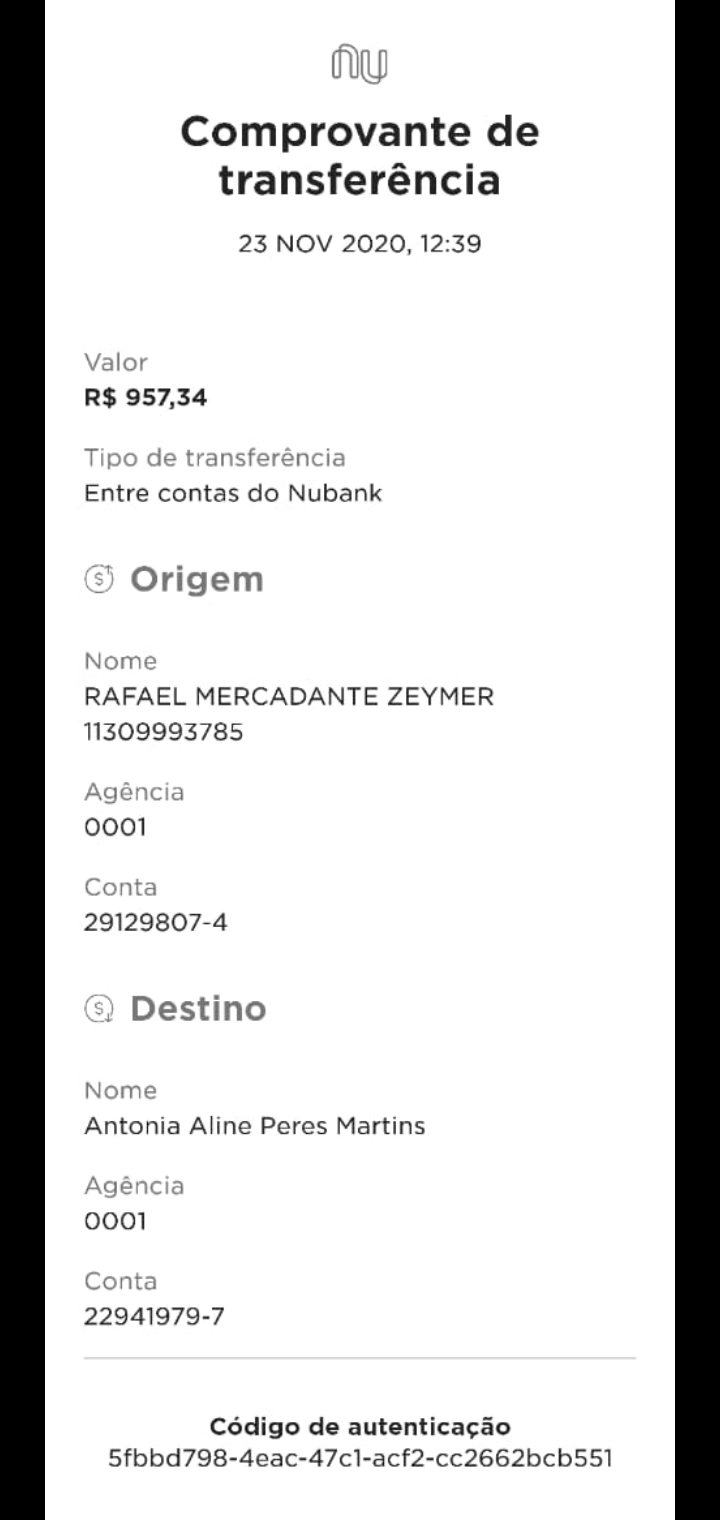 nu
Comprovante de
transferência
23 NOV 2020, 12:39
Valor
R$ 957,34
Tipo de transferência
Entre contas do Nubank
Origem
Nome
RAFAEL MERCADANTE ZEYMER
11309993785
Agência
0001
Conta
29129807-4
Destino
Nome
Antonia Aline Peres Martins
Agência
0001
Conta
22941979-7
Código de autenticação
5fbbd798-4eac-47c1-acf2-cc2662bcb551